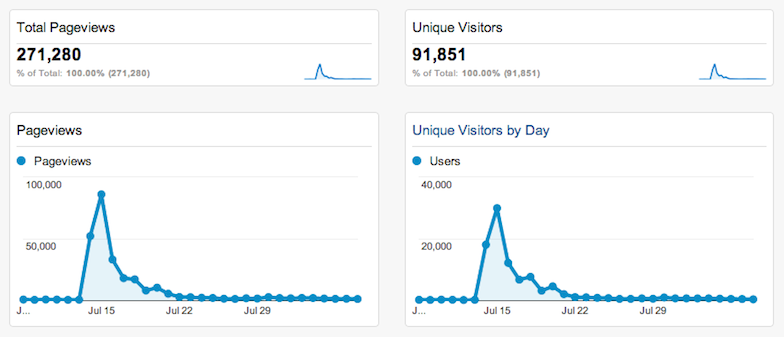 Total Pageviews
271,280
% of Total: 100.00% (271,280)
Unique Visitors
91,851
% of Total: 100.00% (91,851)
Pageviews
Pageviews
100,000
50,000
J...
Jul 15
Jul 22
Jul 29
Unique Visitors by Day
Users
40,000
20,000
J...
Jul 15
Jul 22
Jul 29